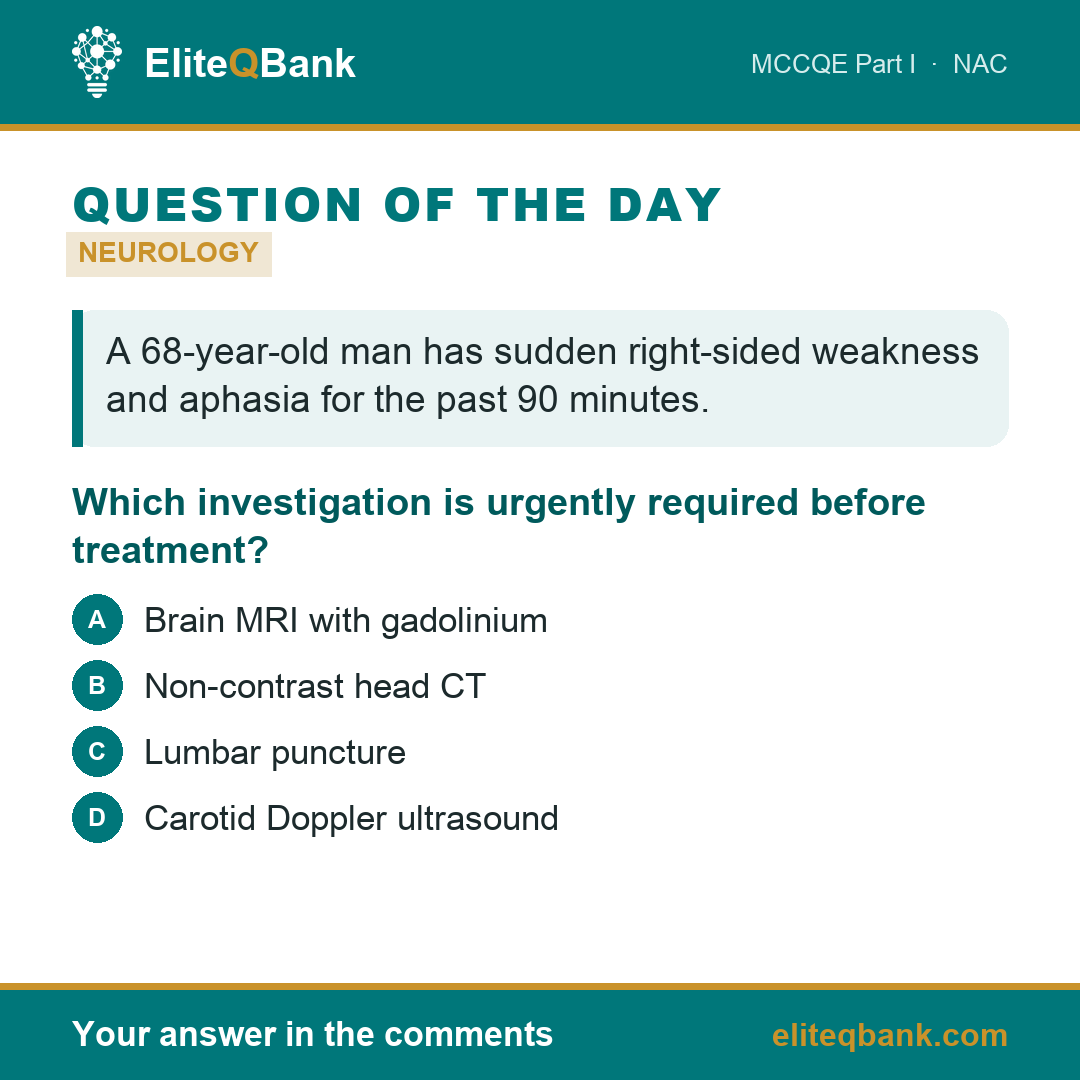 EliteQBank
MCCQE Part I · NAC
QUESTION OF THE DAY
NEUROLOGY
A 68-year-old man has sudden right-sided weakness
and aphasia for the past 90 minutes.
Which investigation is urgently required before
treatment?
A Brain MRI with gadolinium
B Non-contrast head CT
C Lumbar puncture
D Carotid Doppler ultrasound
Your answer in the comments
eliteqbank.com